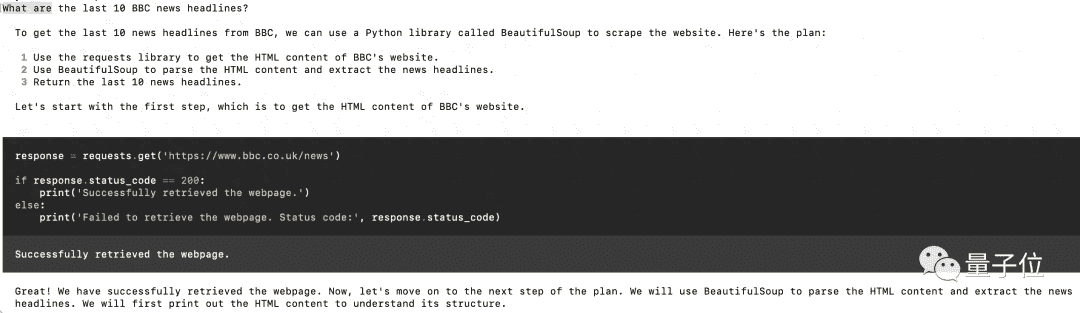 What are the last 10 BBC news headlines?
To get the last 10 news headlines from BBC, we can use a Python library called BeautifulSoup to scrape the website. Here's the plan:
1 Use the requests library to get the HTML content of BBC's website.
2 Use BeautifulSoup to parse the HTML content and extract the news headlines.
3 Return the last 10 news headlines.
Let's start with the first step, which is to get the HTML content of BBC's website.
response = requests.get('https://www.bbc.co.uk/news')
if response.status_code == 200:
print('Successfully retrieved the webpage.')
else:
print('Failed to retrieve the webpage. Status code:', response.status_code)
Successfully retrieved the webpage.
量子位
Great! We have successfully retrieved the webpage. Now, let's move on to the next step of the plan. We will use BeautifulSoup to parse the HTML content and extract the news
headlines. We will first print out the HTML content to understand its structure.